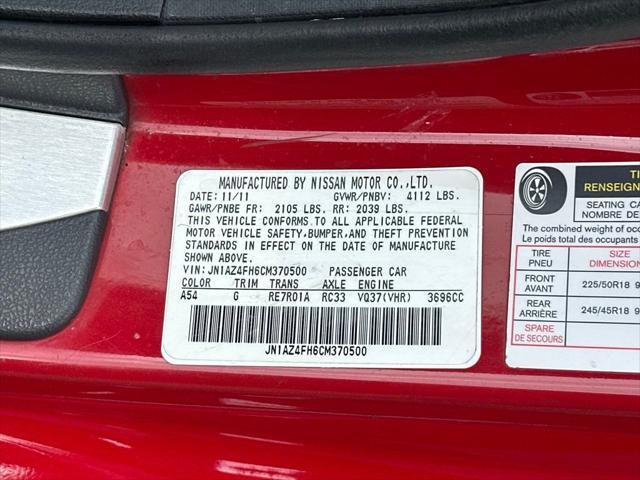 MANUFACTURED BY NISSAN MOTOR CO.,LTD.
DATE: 11/11 GVWR/PNBV: 4112 LBS.
GAWR/PNBE FR: 2105 LBS. RR: 2039 LBS.
THIS VEHICLE CONFORMS TO ALL APPLICABLE FEDERAL
MOTOR VEHICLE SAFETY,BUMPER,AND THEFT PREVENTION
STANDARDS IN EFFECT ON THE DATE OF MANUFACTURE
SHOWN ABOVE.
VIN: JN1AZ4FH6CM370500 PASSENGER CAR
COLOR TRIM TRANS AXLE ENGINE
A54 G RE7R01A RC33 VQ37(VHR) 3696CC
JN1AZ4FH6CM370500
RENSEIGNEM
SEATING CA
NOMBRE DE
The combined weight of occ
Le poids total des occupants
TIRE SIZE
PNEU DIMENSION
FRONT
AVANT 225/50R18 9
REAR
ARRIÈRE 245/45R18 9
SPARE
DE SECOURS